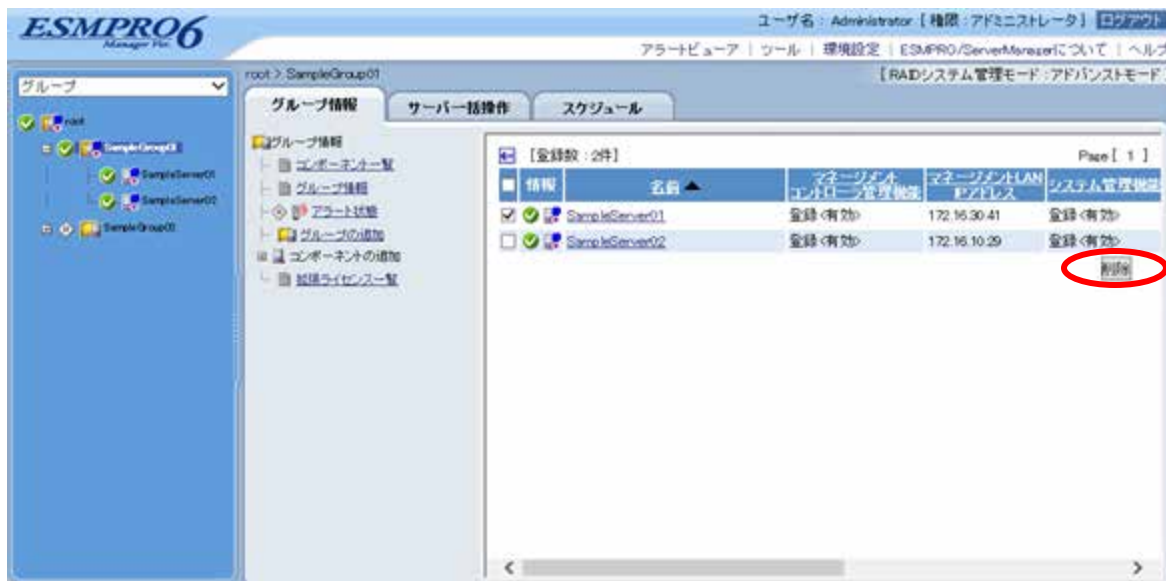 ESMPRO6
Manager
ユーザ名 : Administrator [ 権限 : アドミニストレータ ] ログアウト
アラートビューア | ツール | 環境設定 | ESMPRO/ServerManagerについて | ヘルプ
グループ
root > SampleGroup01
[ RAIDシステム管理モード : アドバンストモード
グループ情報
サーバ一括操作
スケジュール
root
SampleGroup01
SampleServer01
SampleServer02
グループ情報
コンポーネント一覧
グループ情報
アラート状態
グループの追加
コンポーネントの追加
拡張ライセンス一覧
[登録数 : 2件]
Page [ 1 ]
情報 名前▲ マネージメントコントローラ管理機能 マネージメントLAN IPアドレス システム管理機能
SampleServer01 登録<有効> 172.16.30.41 登録<有効>
SampleServer02 登録<有効> 172.16.10.29 登録<有効>
削除